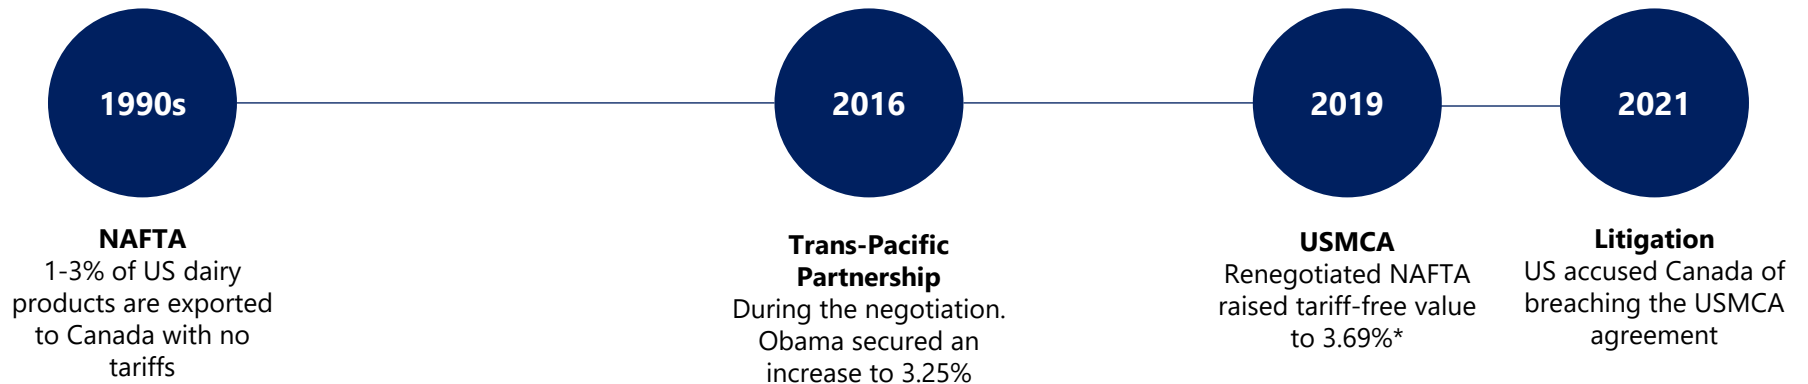 1990s
NAFTA
1-3% of US dairy
products are exported
to Canada with no
tariffs
2016
Trans-Pacific
Partnership
During the negotiation.
Obama secured an
increase to 3.25%
2019
USMCA
Renegotiated NAFTA
raised tariff-free value
to 3.69%*
2021
Litigation
US accused Canada of
breaching the USMCA
agreement